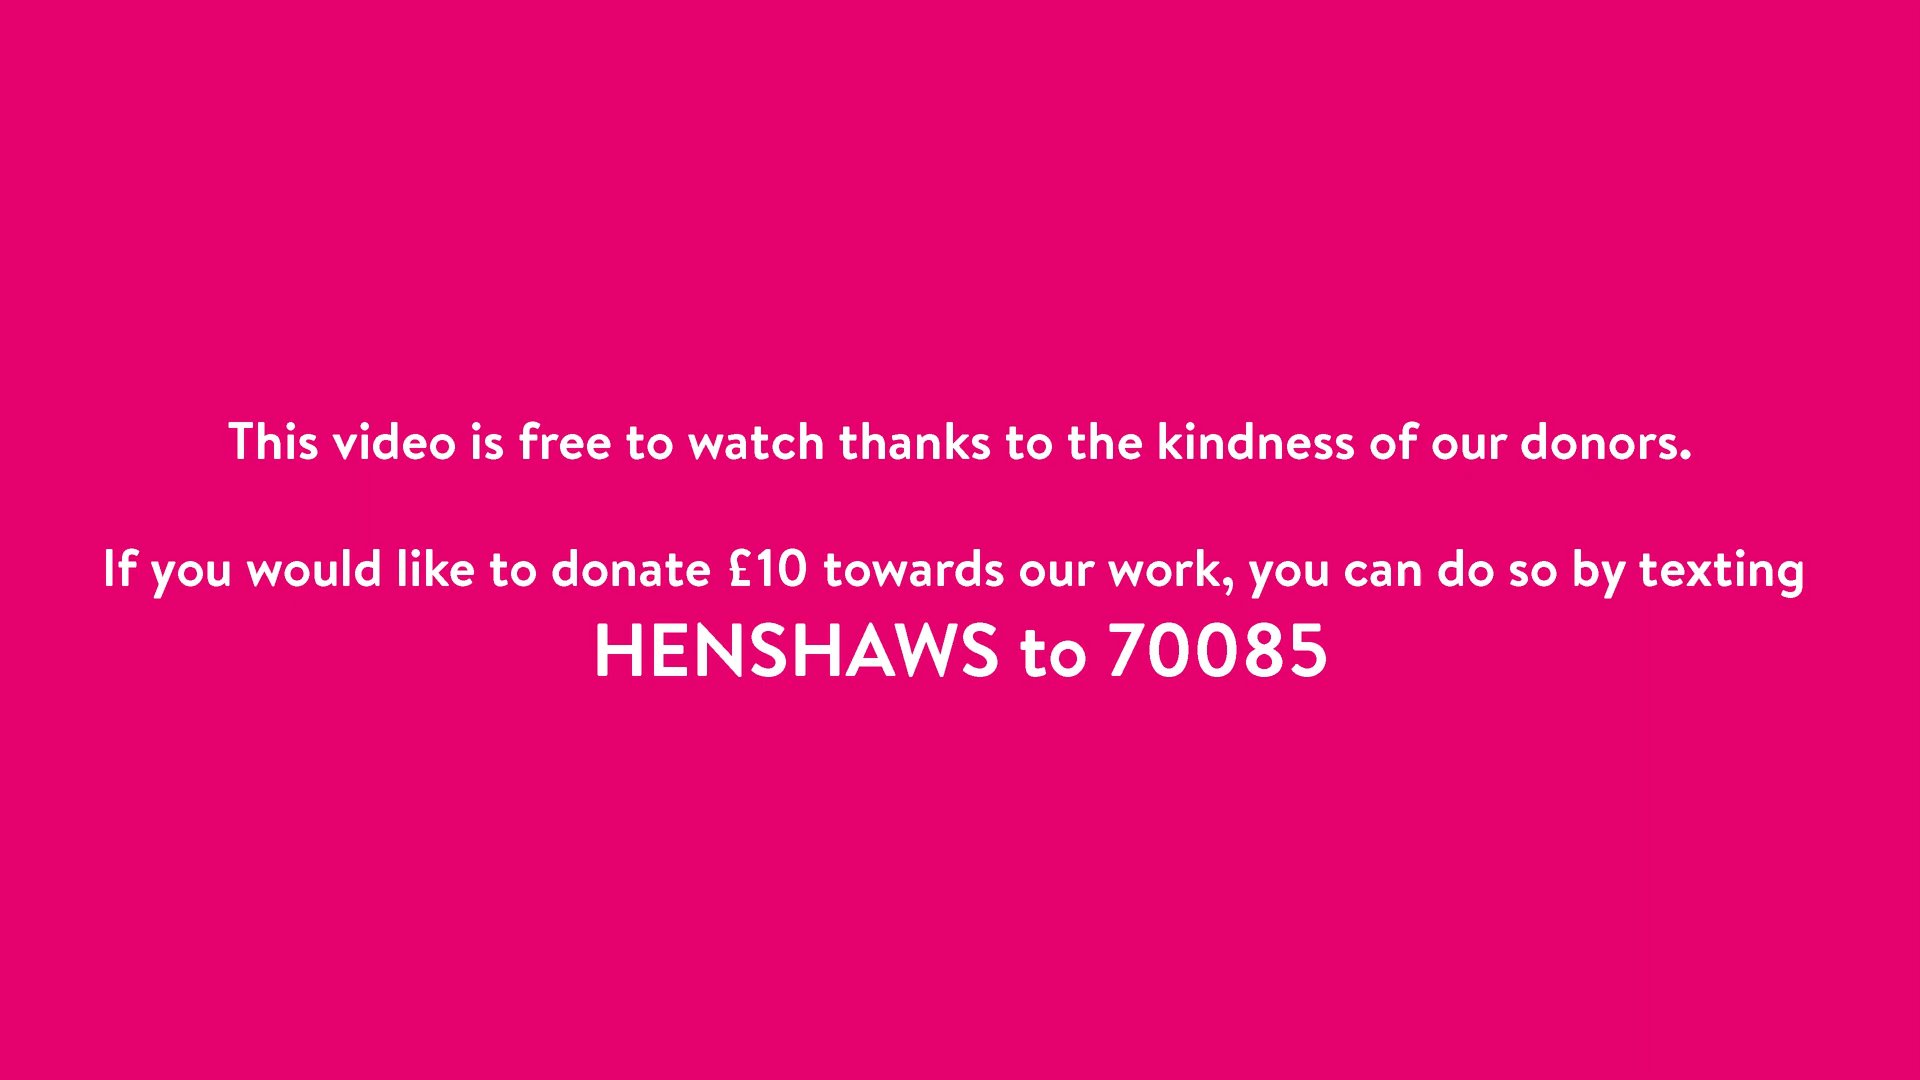 This video is free to watch thanks to the kindness of our donors.
If you would like to donate £10 towards our work, you can do so by texting
HENSHAWS to 70085